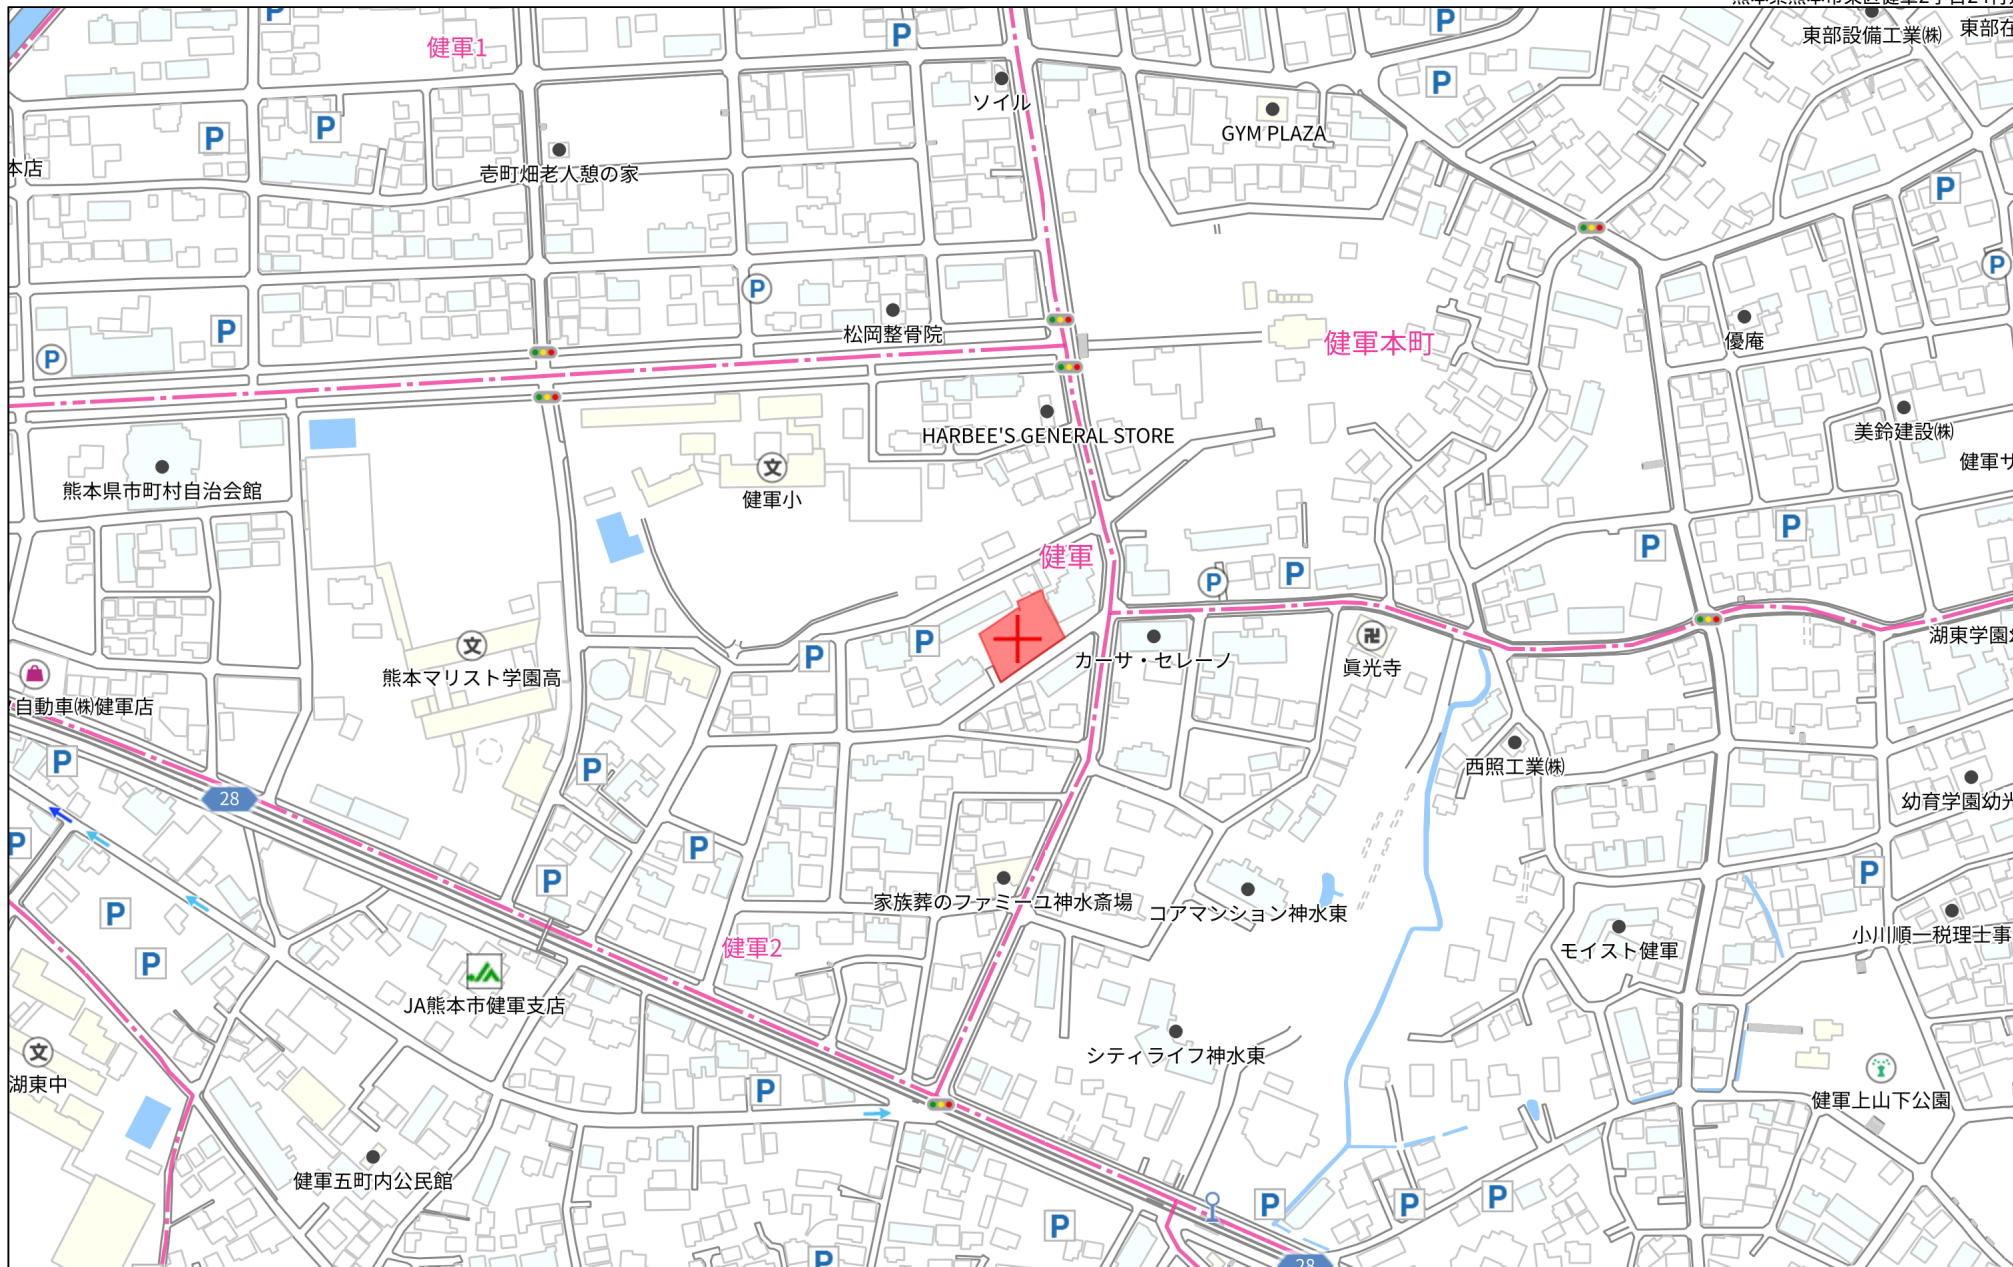 P
健軍1
P
P
東部設備工業㈱
東部在
P
ソイル
GYM PLAZA
P
P
本店
壱町畑老人憩の家
P
P
P
松岡整骨院
P
P
健軍本町
優庵
HARBEE'S GENERAL STORE
美鈴建設㈱
健軍サ
熊本県市町村自治会館
文
健軍小
P
P
健軍
P
P
文
熊本マリスト学園高
P
P
カーサ・セレーノ
卍
眞光寺
湖東学園幼
自動車㈱健軍店
西照工業㈱
P
P
28
幼育学園幼光
P
P
P
P
家族葬のファミーユ神水斎場
コアマンション神水東
P
健軍2
モイスト健軍
小川順一税理士事
P
JA熊本市健軍支店
文
湖東中
シティライフ神水東
P
健軍上山下公園
健軍五町内公民館
P
P
P
P
P
28